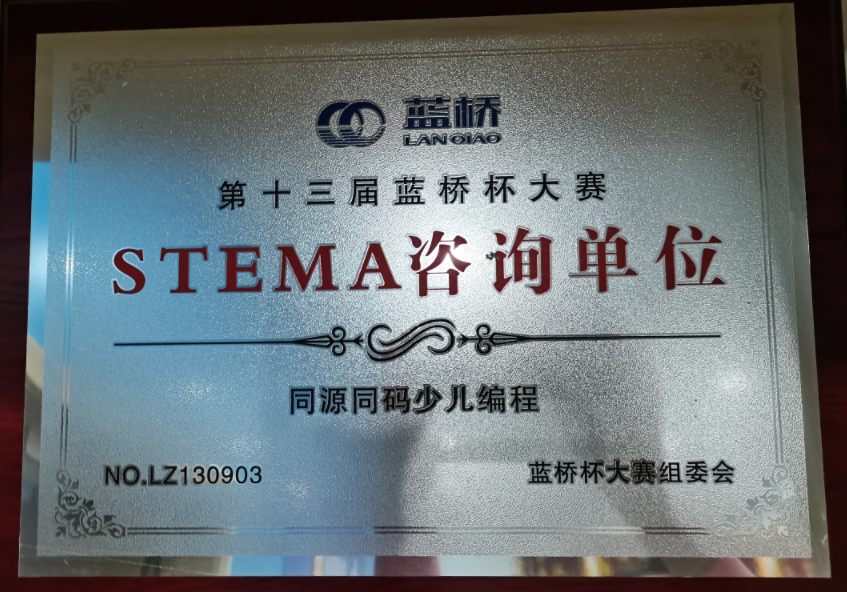 蓝桥
LANQIAO
第十三届蓝桥杯大赛
STEMA咨询单位
同源同码少儿编程
NO.LZ130903
蓝桥杯大赛组委会